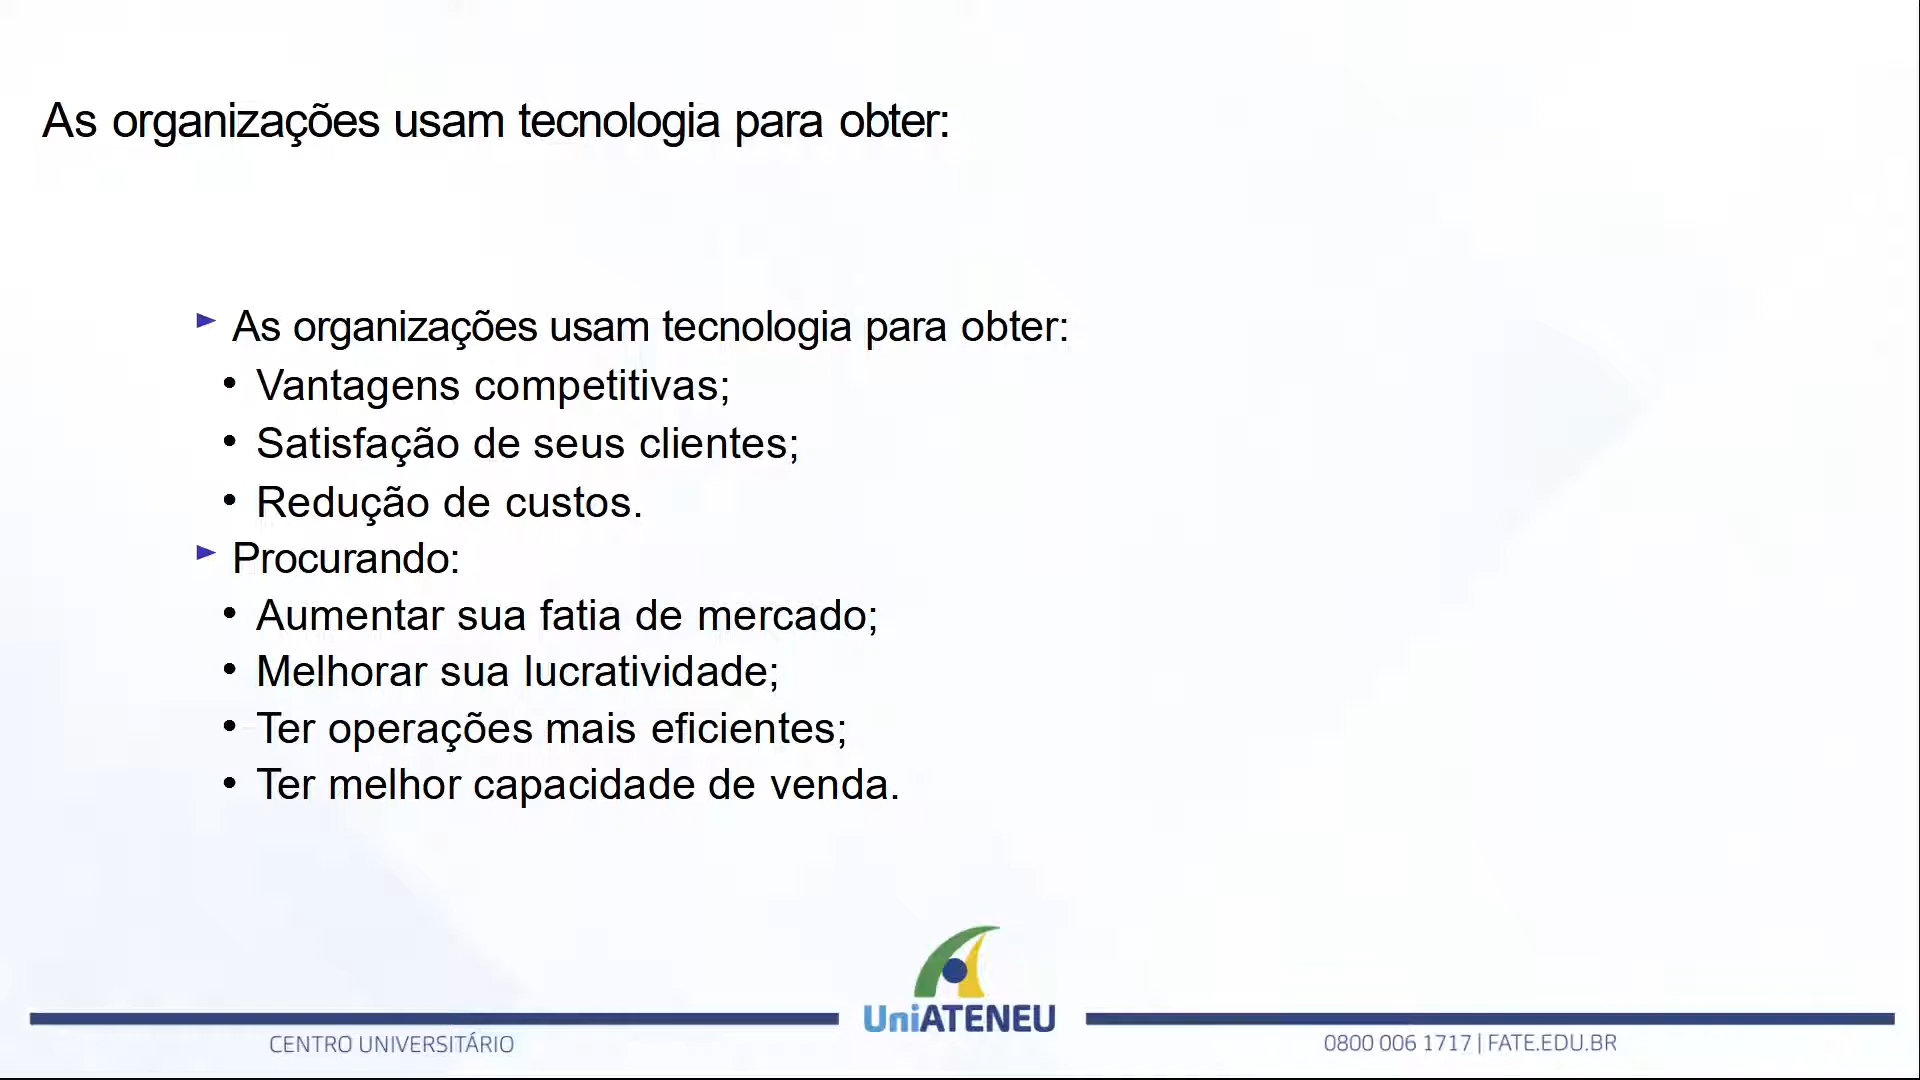 As organizações usam tecnologia para obter:
► As organizações usam tecnologia para obter:
• Vantagens competitivas;
• Satisfação de seus clientes;
• Redução de custos.
► Procurando:
• Aumentar sua fatia de mercado;
• Melhorar sua lucratividade;
• Ter operações mais eficientes;
• Ter melhor capacidade de venda.
UniATENEU
CENTRO UNIVERSITÁRIO
0800 006 1717 | FATE.EDU.BR